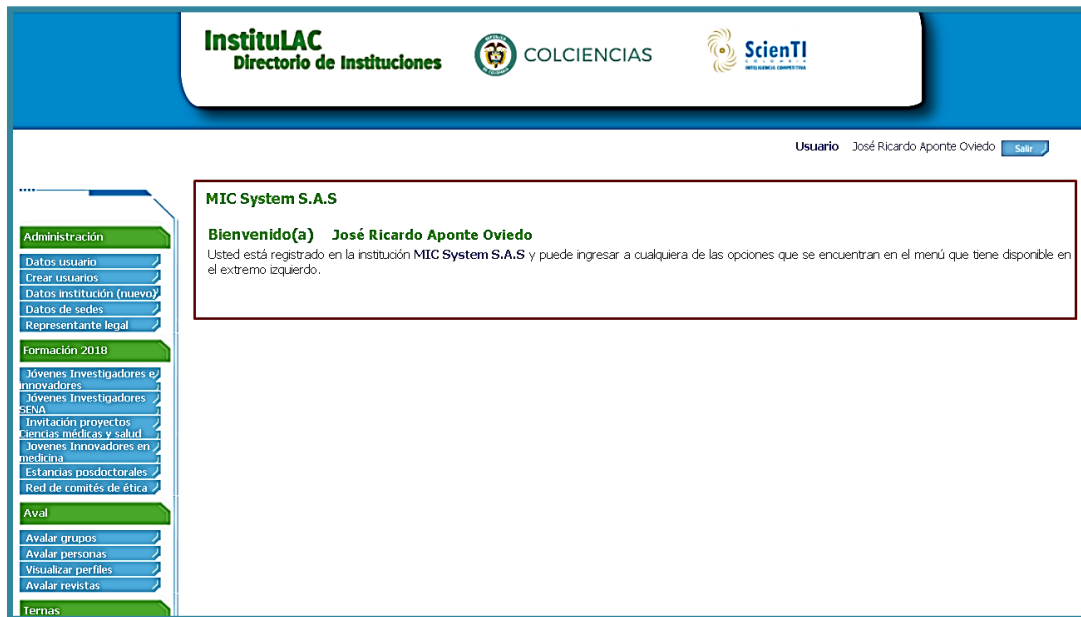 InstituLAC
Directorio de Instituciones
COLCIENCIAS
ScienTI
Usuario José Ricardo Aponte Oviedo Salir
MIC System S.A.S
Bienvenido(a) José Ricardo Aponte Oviedo
Usted está registrado en la institución MIC System S.A.S y puede ingresar a cualquiera de las opciones que se encuentran en el menú que tiene disponible en
el extremo izquierdo.
Administración
Datos usuario
Crear usuarios
Datos institución (nuevo)
Datos de sedes
Representante legal
Formación 2018
Jóvenes Investigadores e
innovadores
Jóvenes Investigadores
SENA
Invitación proyectos
Ciencias médicas y salud
Jovenes Innovadores en
medicina
Estancias posdoctorales
Red de comités de ética
Aval
Avalar grupos
Avalar personas
Visualizar perfiles
Avalar revistas
Ternas